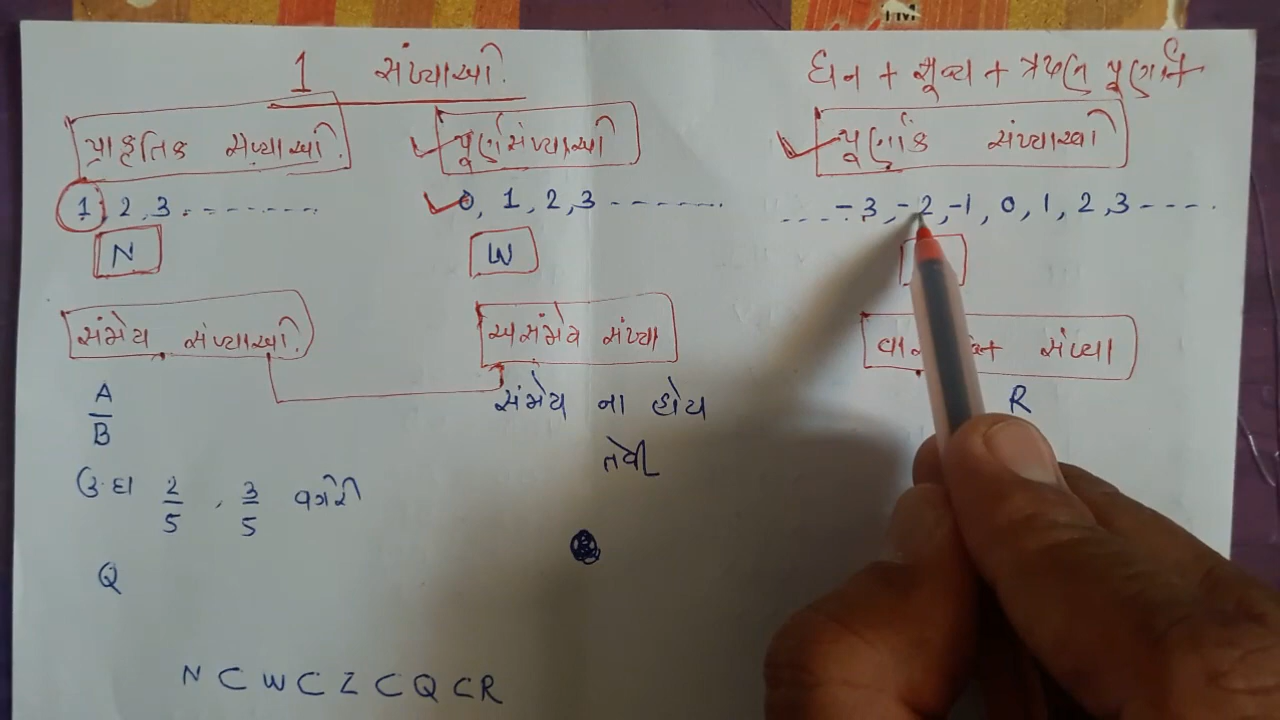 1 સંખ્યાઓ.
ધન + શૂન્ય + ઋણ પૂર્ણાંક
પ્રાકૃતિક સંખ્યાઓ.
1, 2, 3 --------
N
પૂર્ણ સંખ્યાઓ
0, 1, 2, 3 --------
W
પૂર્ણાંક સંખ્યાઓ
---- -3, -2, -1, 0, 1, 2, 3 ----.
સંમેય સંખ્યાઓ.
A
B
ઉ.દા 2/5 , 3/5 વગેરે
Q
અસંમેય સંખ્યા
સંમેય ના હોય
તેવી
સંખ્યા
R
N ⊂ W ⊂ Z ⊂ Q ⊂ R